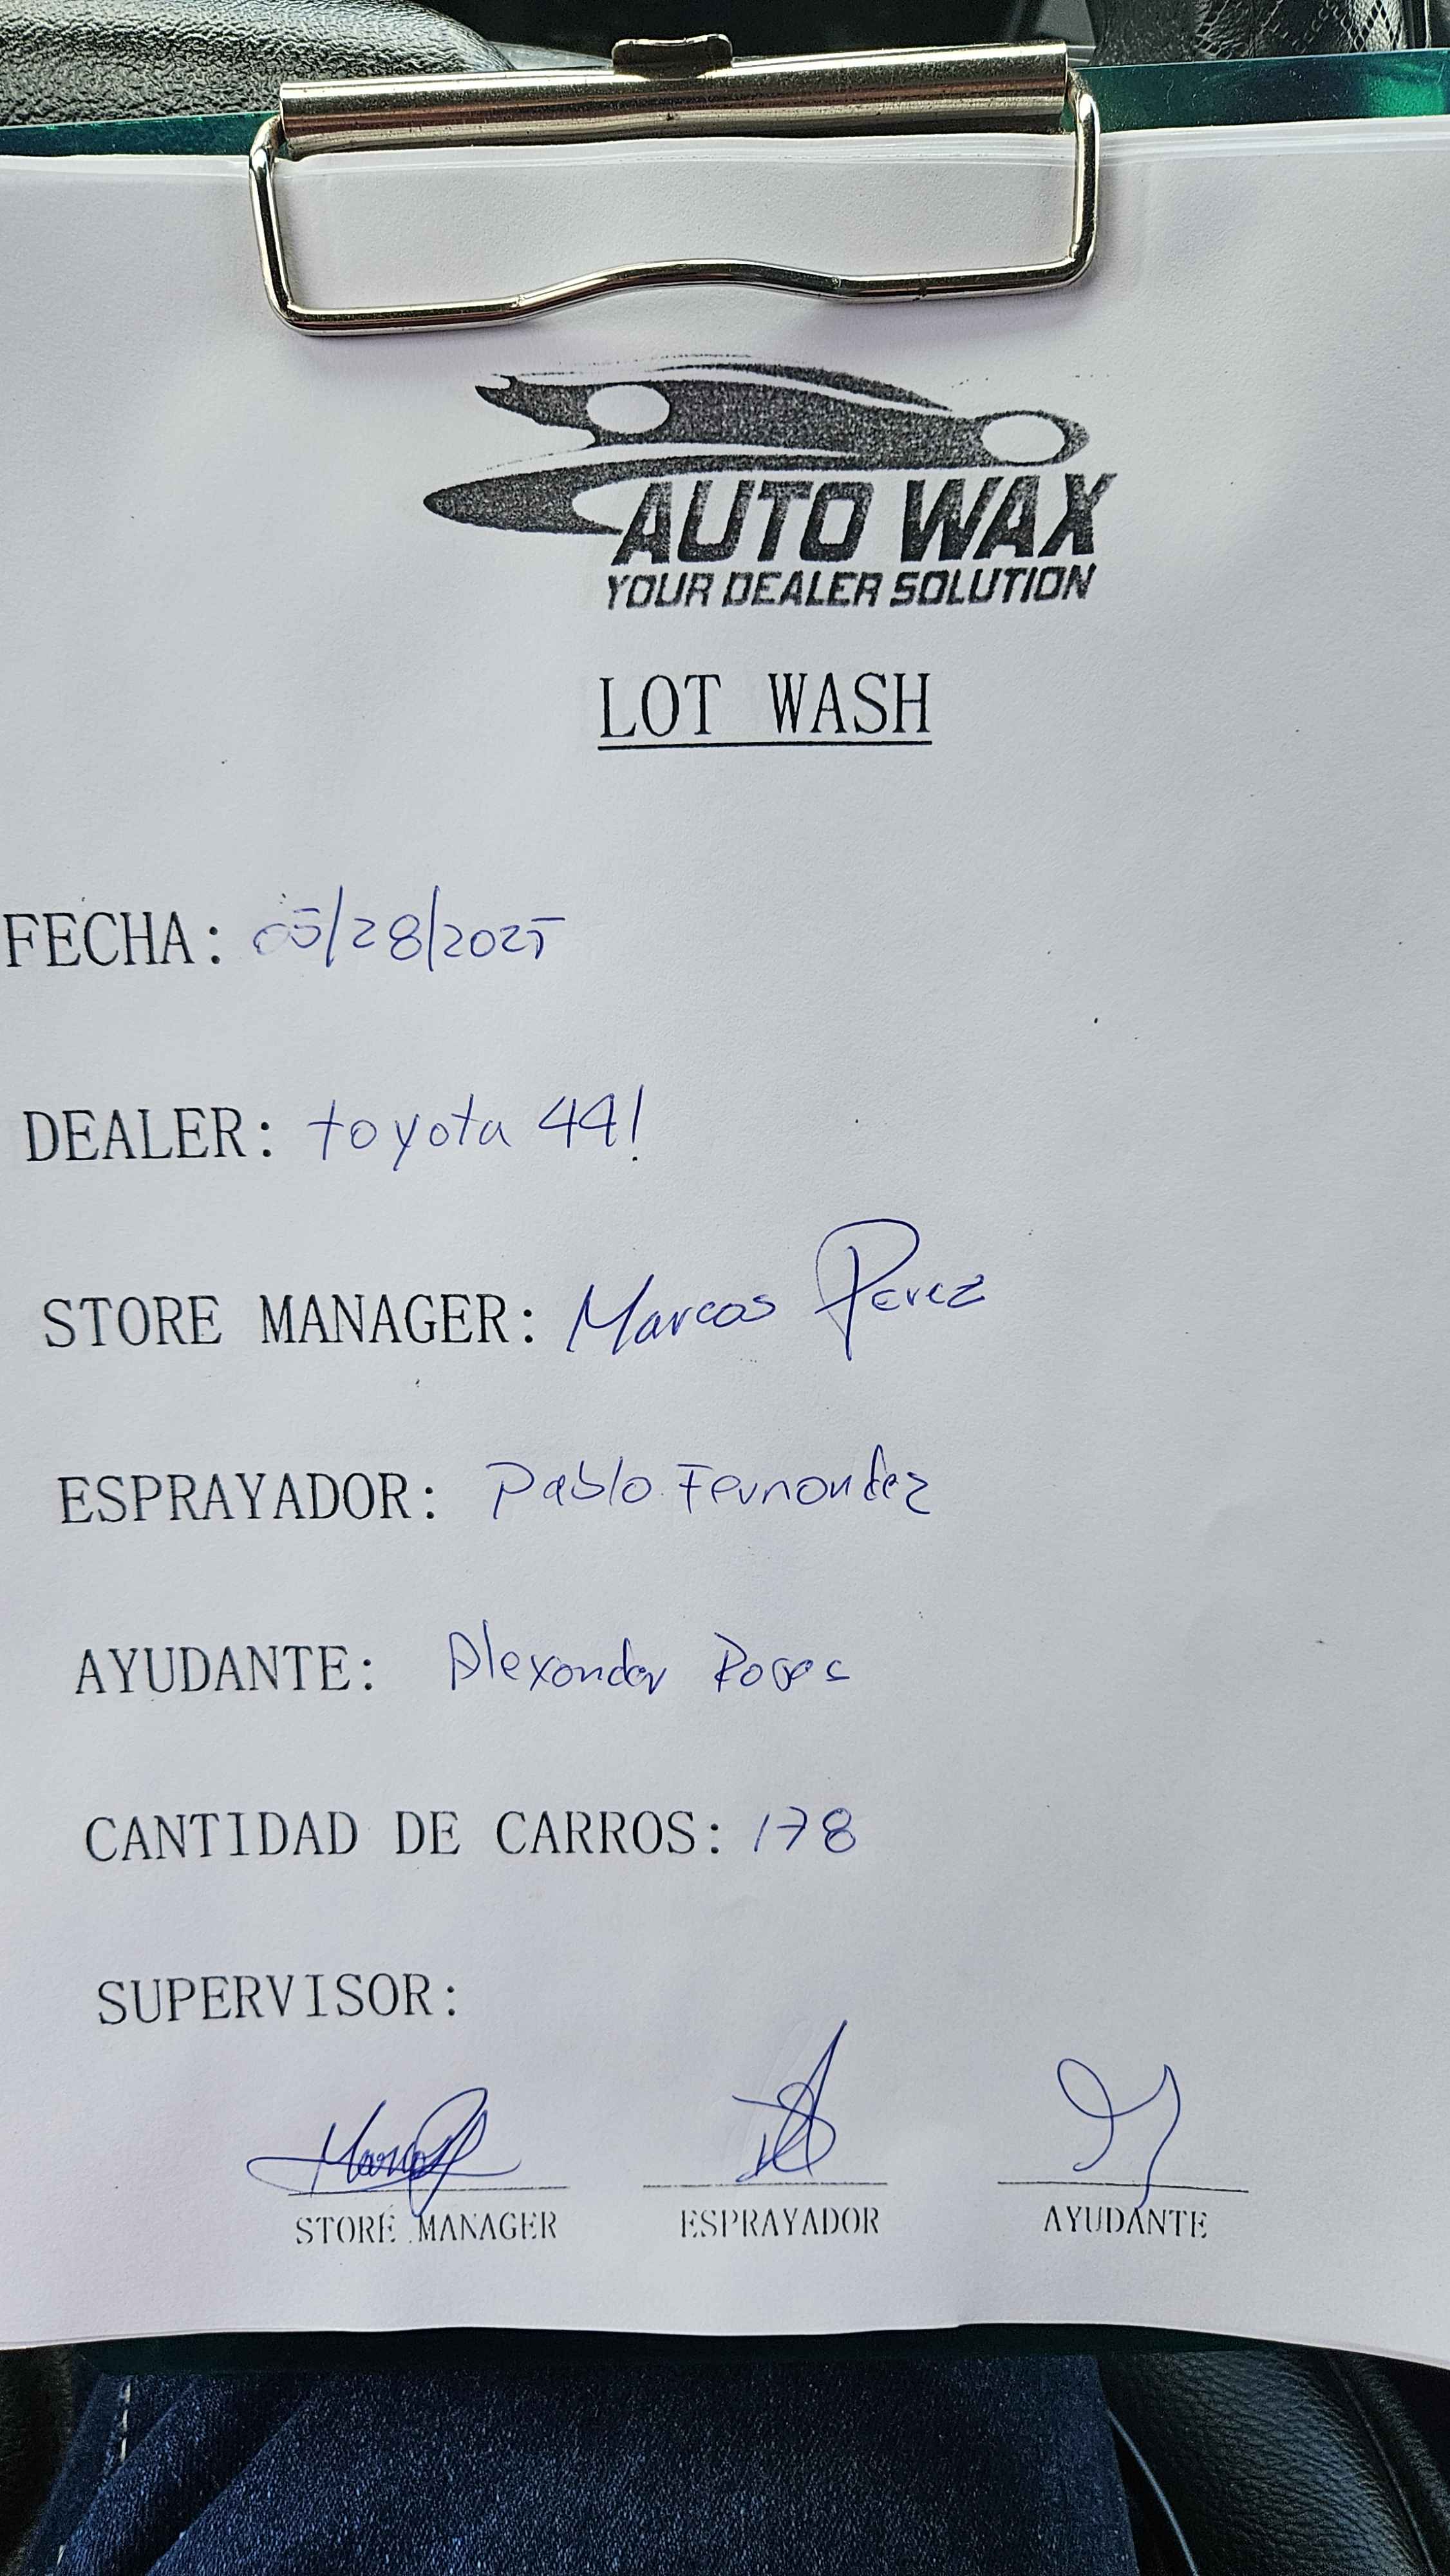 AUTO WAX
YOUR DEALER SOLUTION
LOT WASH
FECHA: 05/28/2025
DEALER: toyota 44!
STORE MANAGER: Marcos Perez
ESPRAYADOR: Pablo Fernandez
AYUDANTE: Alexander
CANTIDAD DE CARROS: 178
SUPERVISOR:
STORE MANAGER ESPRAYADOR AYUDANTE